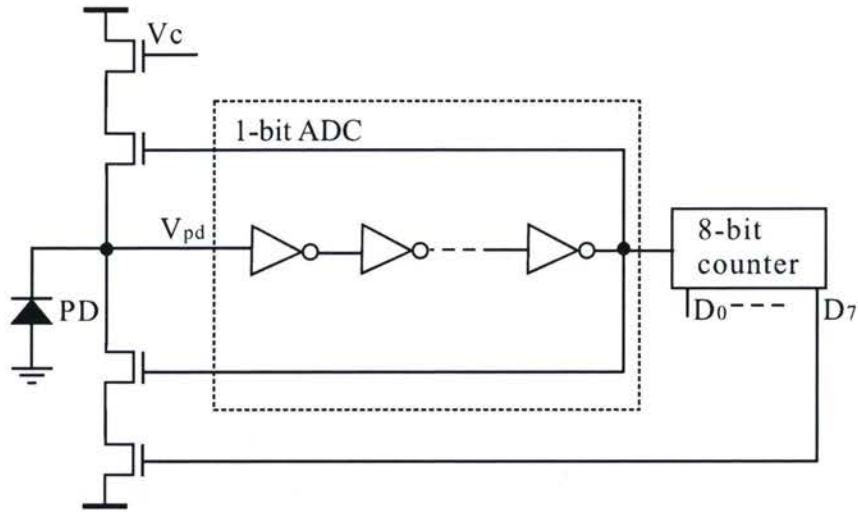 Vc
1-bit ADC
Vpd
8-bit
counter
PD
D0
D7